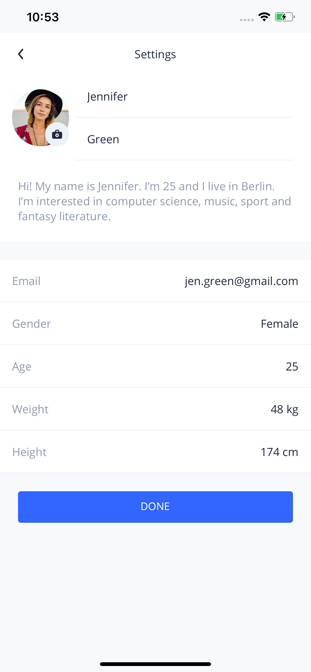 10:53
Settings
Jennifer
Green
Hi! My name is Jennifer. I'm 25 and I live in Berlin.
I'm interested in computer science, music, sport and
fantasy literature.
Email jen.green@gmail.com
Gender Female
Age 25
Weight 48 kg
Height 174 cm
DONE